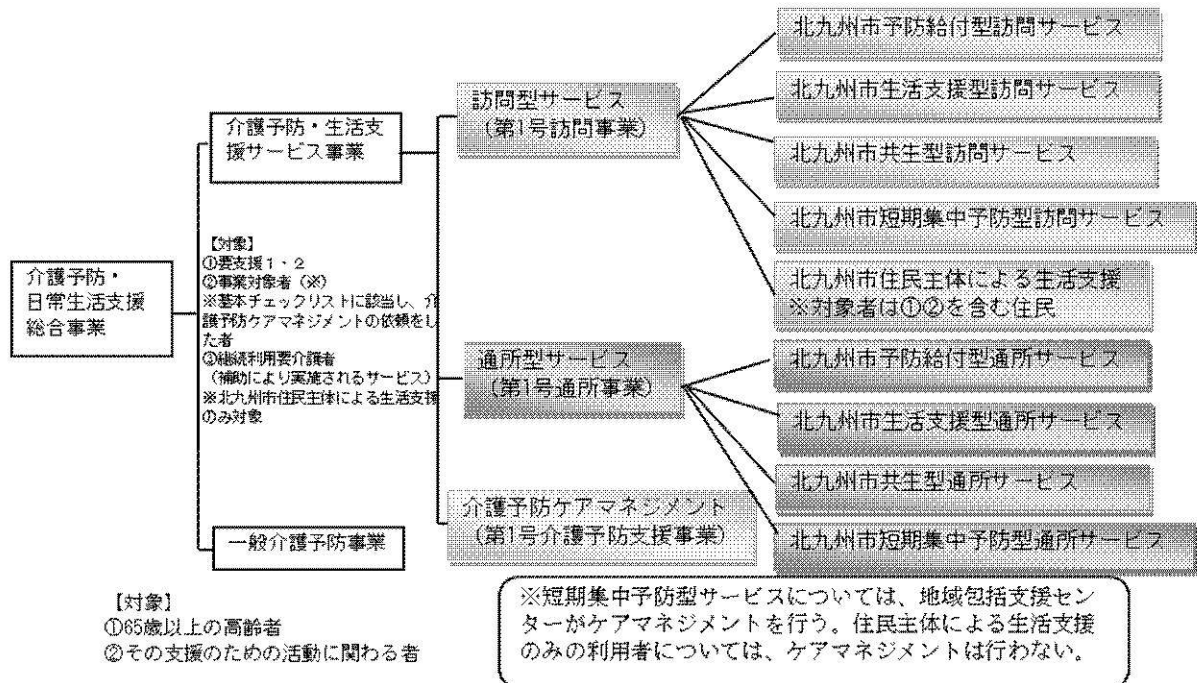 介護予防・
日常生活支援
総合事業
介護予防・生活支
援サービス事業
【対象】
①要支援1・2
②事業対象者（※）
※基本チェックリストに該当し、介
護予防ケアマネジメントの依頼をし
た者
③継続利用要介護者
（補助により実施されるサービス）
※北九州市住民主体による生活支援
のみ対象
一般介護予防事業
【対象】
①65歳以上の高齢者
②その支援のための活動に関わる者
訪問型サービス
（第1号訪問事業）
北九州市予防給付型訪問サービス
北九州市生活支援型訪問サービス
北九州市共生型訪問サービス
北九州市短期集中予防型訪問サービス
北九州市住民主体による生活支援
※対象者は①②を含む住民
通所型サービス
（第1号通所事業）
北九州市予防給付型通所サービス
北九州市生活支援型通所サービス
北九州市共生型通所サービス
北九州市短期集中予防型通所サービス
介護予防ケアマネジメント
（第1号介護予防支援事業）
※短期集中予防型サービスについては、地域包括支援セン
ターがケアマネジメントを行う。住民主体による生活支援
のみの利用者については、ケアマネジメントは行わない。